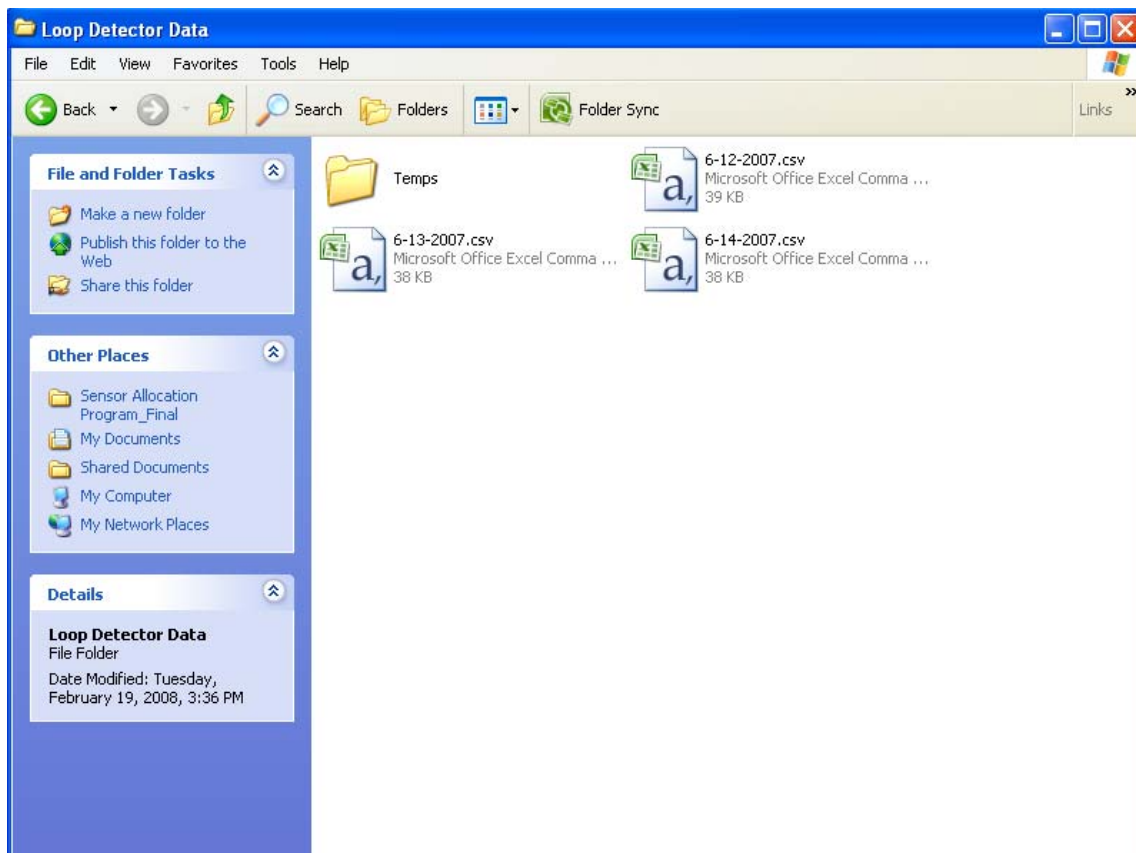 Loop Detector Data
File Edit View Favorites Tools Help
Back Search Folders Folder Sync Links »
File and Folder Tasks
Make a new folder
Publish this folder to the
Web
Share this folder
Other Places
Sensor Allocation
Program_Final
My Documents
Shared Documents
My Computer
My Network Places
Details
Loop Detector Data
File Folder
Date Modified: Tuesday,
February 19, 2008, 3:36 PM
Temps
a,
6-12-2007.csv
Microsoft Office Excel Comma ...
39 KB
a,
6-13-2007.csv
Microsoft Office Excel Comma ...
38 KB
a,
6-14-2007.csv
Microsoft Office Excel Comma ...
38 KB